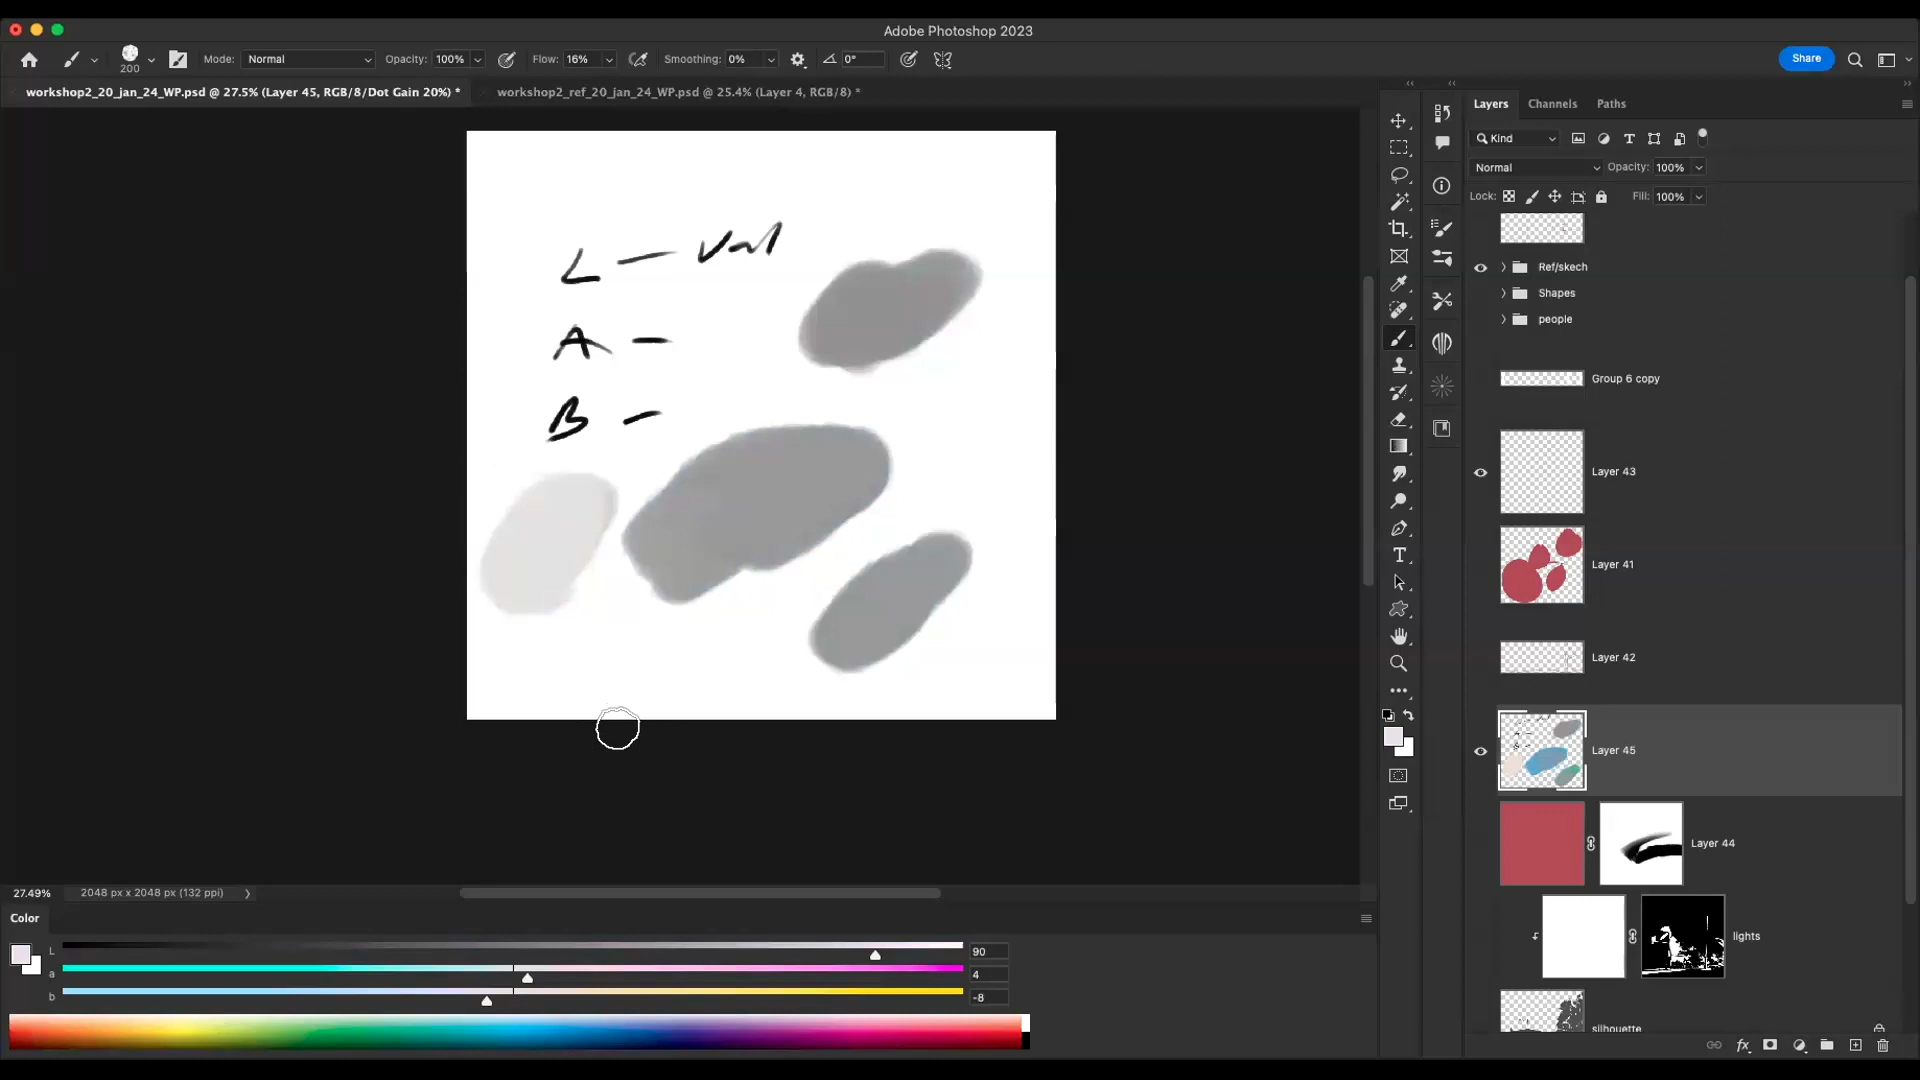 Adobe Photoshop 2023
200 Mode: Normal Opacity: 100% Flow: 16% Smoothing: 0% 0° Share
workshop2_20_jan_24_WP.psd @ 27.5% (Layer 45, RGB/8/Dot Gain 20%) * workshop2_ref_20_jan_24_WP.psd @ 25.4% (Layer 4, RGB/8) *
Layers Channels Paths
Kind
Normal Opacity: 100%
Lock: Fill: 100%
Ref/skech
Shapes
people
Group 6 copy
Layer 43
Layer 41
Layer 42
Layer 45
Layer 44
lights
silhouette
L — Val
A —
B —
27.49% 2048 px x 2048 px (132 ppi)
Color
L 90
a 4
b -8
fx